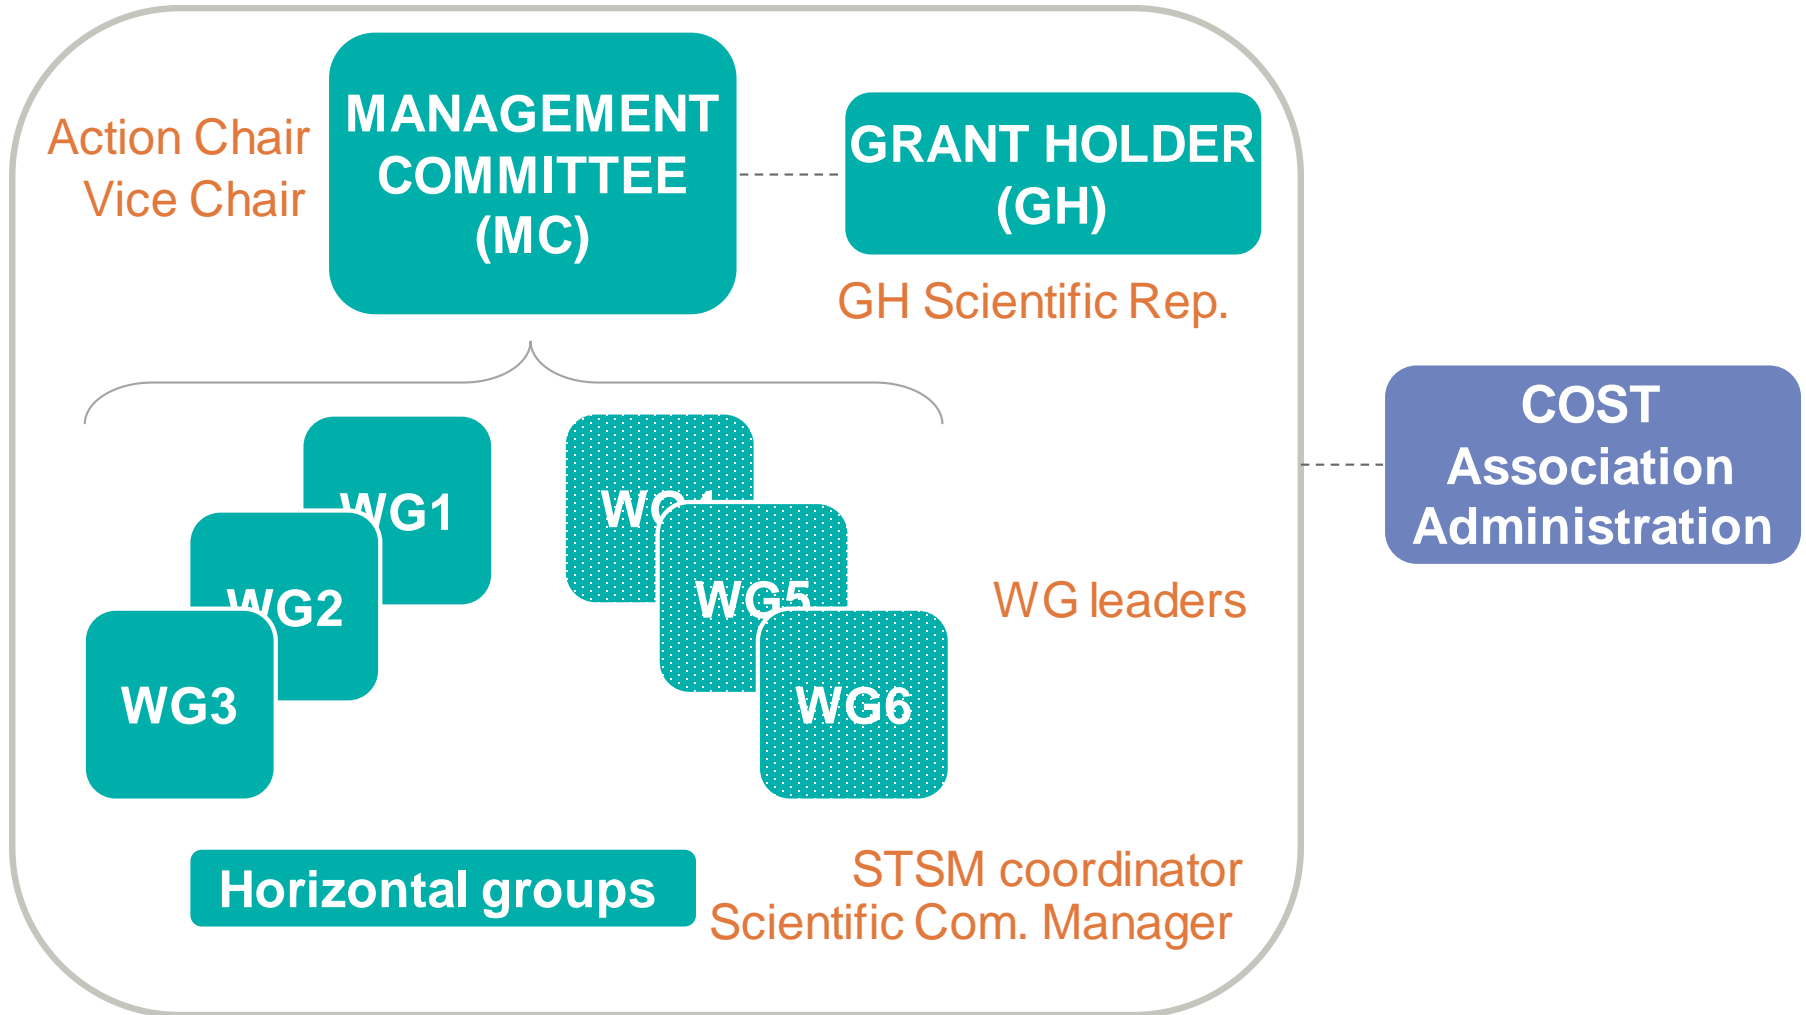 Action Chair
Vice Chair
MANAGEMENT
COMMITTEE
(MC)
GRANT HOLDER
(GH)
GH Scientific Rep.
COST
Association
Administration
WG1
WG2
WG3
WG5
WG6
WG leaders
Horizontal groups
STSM coordinator
Scientific Com. Manager